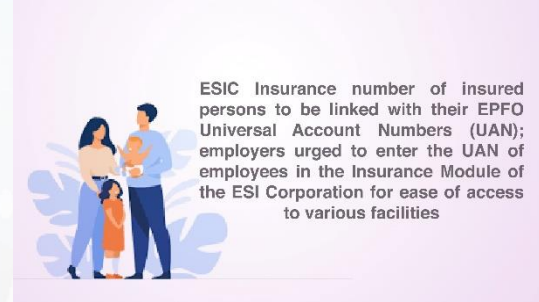 ESIC Insurance number of insured
persons to be linked with their EPFO
Universal Account Numbers (UAN);
employers urged to enter the UAN of
employees in the Insurance Module of
the ESI Corporation for ease of access
to various facilities